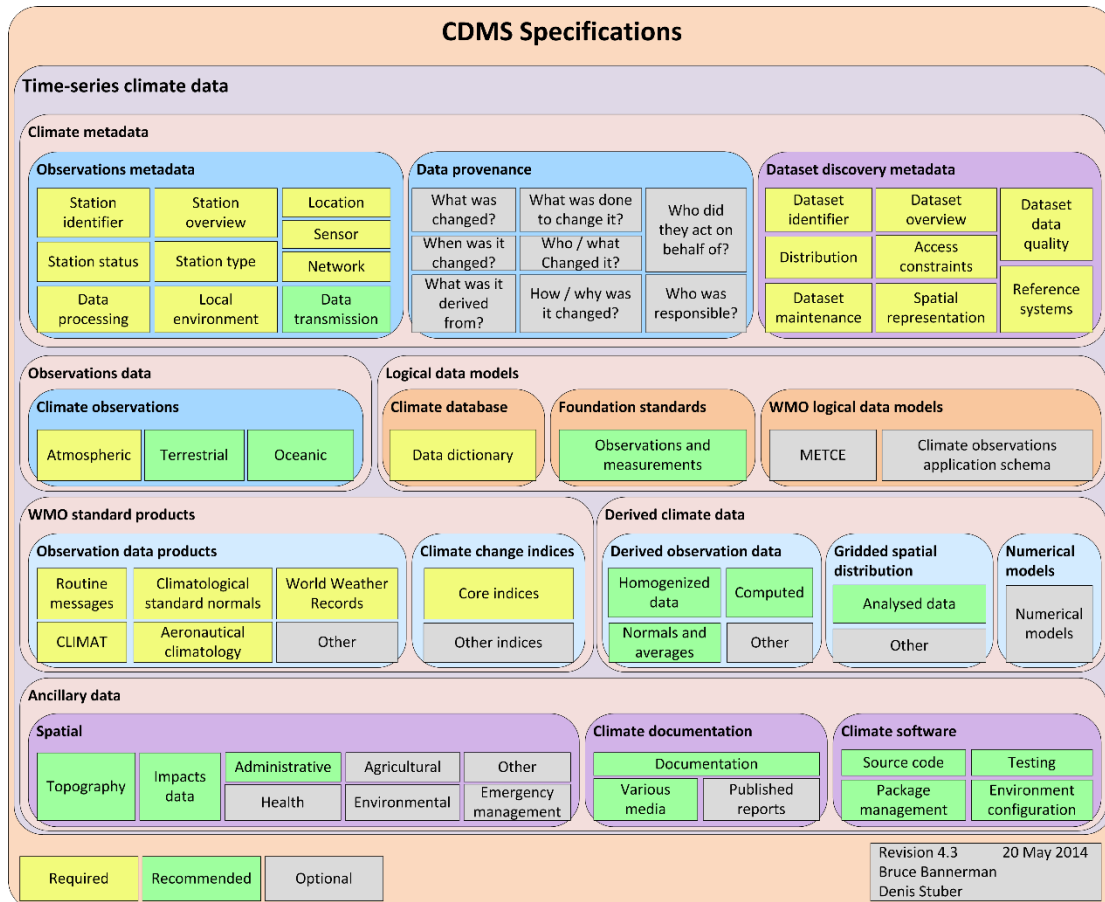 CDMS Specifications
Time-series climate data
Climate metadata
Observations metadata
Station
identifier
Station
overview
Location
Sensor
Station status
Station type
Network
Data
processing
Local
environment
Data
transmission
Data provenance
What was
changed?
What was done
to change it?
Who did
they act on
behalf of?
When was it
changed?
Who / what
Changed it?
What was it
derived
from?
How / why was
it changed?
Who was
responsible?
Dataset discovery metadata
Dataset
identifier
Dataset
overview
Dataset
data
quality
Distribution
Access
constraints
Dataset
maintenance
Spatial
representation
Reference
systems
Observations data
Climate observations
Atmospheric
Terrestrial
Oceanic
Logical data models
Climate database
Data dictionary
Foundation standards
Observations and
measurements
WMO logical data models
METCE
Climate observations
application schema
WMO standard products
Observation data products
Routine
messages
Climatological
standard normals
World Weather
Records
CLIMAT
Aeronautical
climatology
Other
Climate change indices
Core indices
Other indices
Derived climate data
Derived observation data
Homogenized
data
Computed
Normals and
averages
Other
Gridded spatial
distribution
Analysed data
Other
Numerical
models
Numerical
models
Ancillary data
Spatial
Topography
Impacts
data
Administrative
Agricultural
Other
Health
Environmental
Emergency
management
Climate documentation
Documentation
Various
media
Published
reports
Climate software
Source code
Testing
Package
management
Environment
configuration
Required
Recommended
Optional
Revision 4.3 20 May 2014
Bruce Bannerman
Denis Stuber